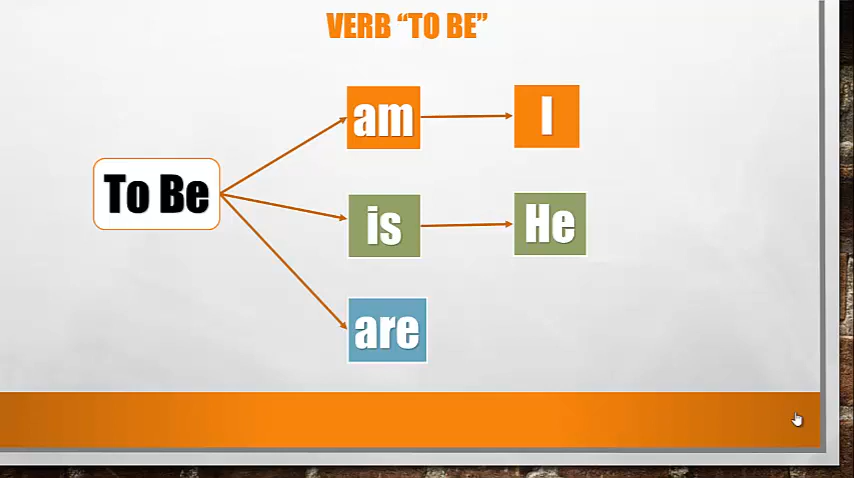 VERB “TO BE”
am
I
To Be
is
He
are